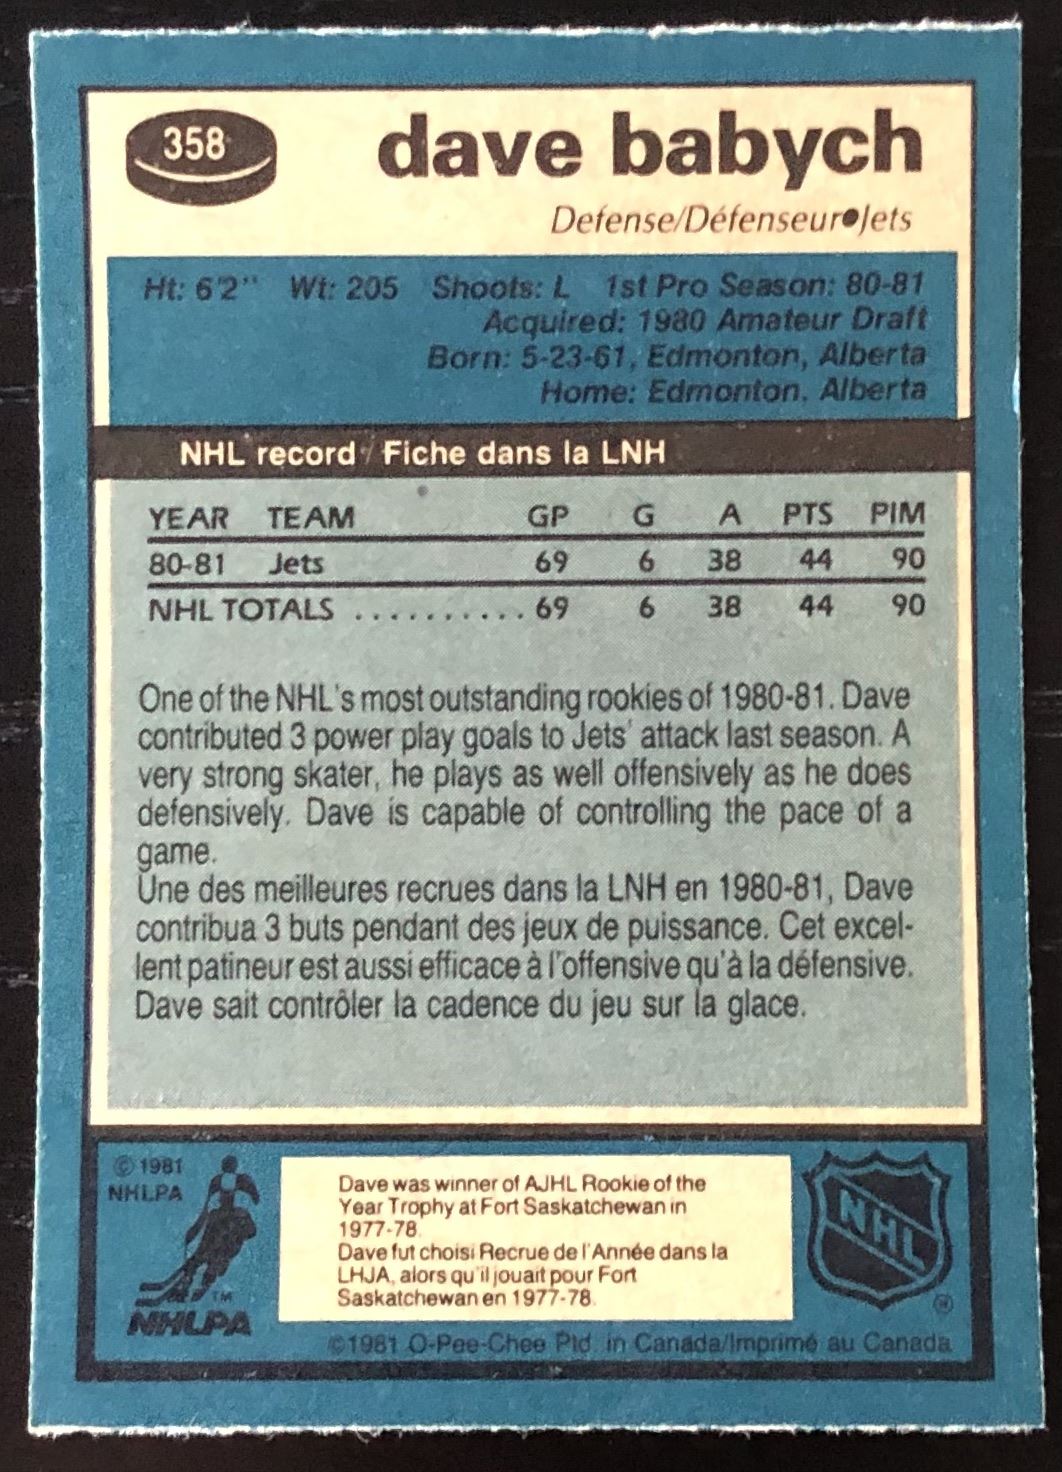 358
dave babych
Defense/Défenseur•Jets
Ht: 6'2" Wt: 205 Shoots: L 1st Pro Season: 80-81
Acquired: 1980 Amateur Draft
Born: 5-23-61, Edmonton, Alberta
Home: Edmonton, Alberta
NHL record / Fiche dans la LNH
YEAR TEAM GP G A PTS PIM
80-81 Jets 69 6 38 44 90
NHL TOTALS .......... 69 6 38 44 90
One of the NHL's most outstanding rookies of 1980-81. Dave
contributed 3 power play goals to Jets' attack last season. A
very strong skater, he plays as well offensively as he does
defensively. Dave is capable of controlling the pace of a
game.
Une des meilleures recrues dans la LNH en 1980-81, Dave
contribua 3 buts pendant des jeux de puissance. Cet excel-
lent patineur est aussi efficace à l'offensive qu'à la défensive.
Dave sait contrôler la cadence du jeu sur la glace.
© 1981
NHLPA
TM
NHLPA
Dave was winner of AJHL Rookie of the
Year Trophy at Fort Saskatchewan in
1977-78.
Dave fut choisi Recrue de l'Année dans la
LHJA, alors qu'il jouait pour Fort
Saskatchewan en 1977-78.
NHL
®
©1981 O-Pee-Chee Ptd. in Canada/Imprimé au Canada